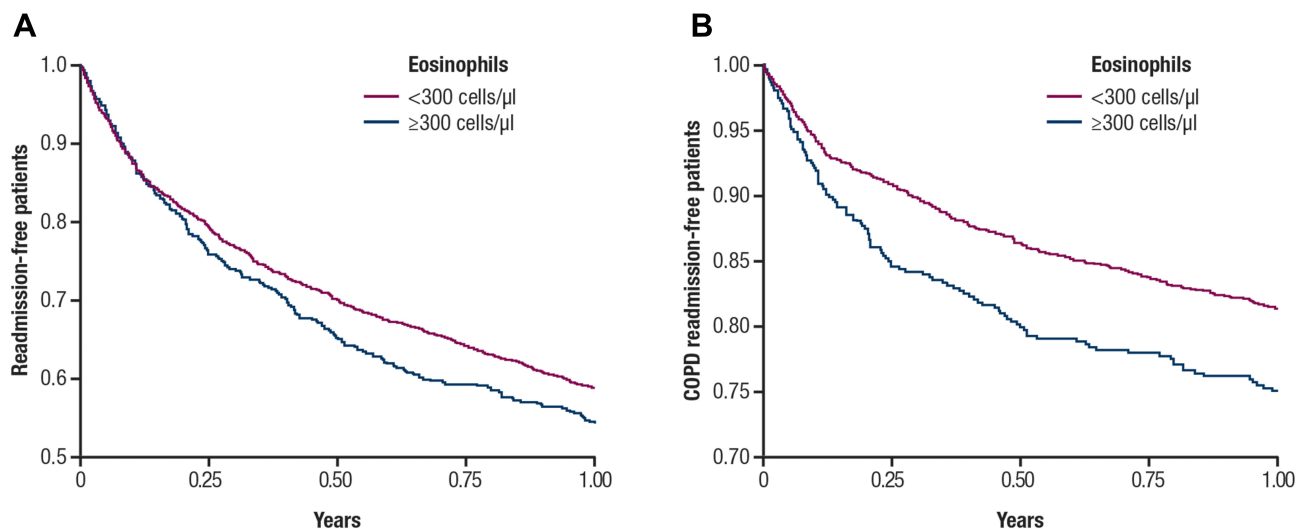 A
Eosinophils
<300 cells/µl
≥300 cells/µl
Readmission-free patients
1.0
0.9
0.8
0.7
0.6
0.5
0
0.25
0.50
0.75
1.00
Years
B
Eosinophils
<300 cells/µl
≥300 cells/µl
COPD readmission-free patients
1.00
0.95
0.90
0.85
0.80
0.75
0.70
0
0.25
0.50
0.75
1.00
Years